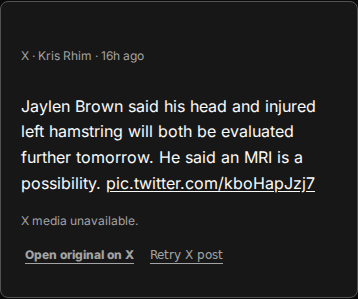 X · Kris Rhim · 16h ago
Jaylen Brown said his head and injured
left hamstring will both be evaluated
further tomorrow. He said an MRI is a
possibility. pic.twitter.com/kboHapJzj7
X media unavailable.
Open original on X Retry X post